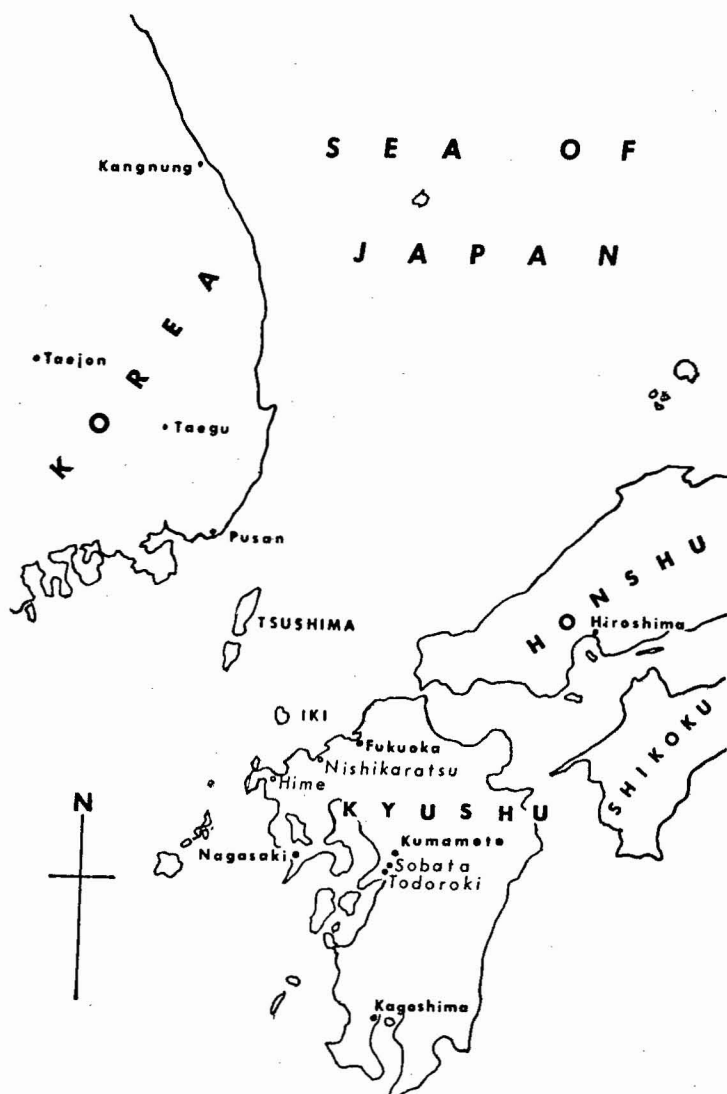 SEA OF
JAPAN
Kangnung
KOREA
Taejon
Taegu
Pusan
TSUSHIMA
HONSHU
Hiroshima
IKI
SHIKOKU
Fukuoka
Nishikaratsu
Hime
KYUSHU
N
Nagasaki
Kumamoto
Sobata
Todoroki
Kagoshima